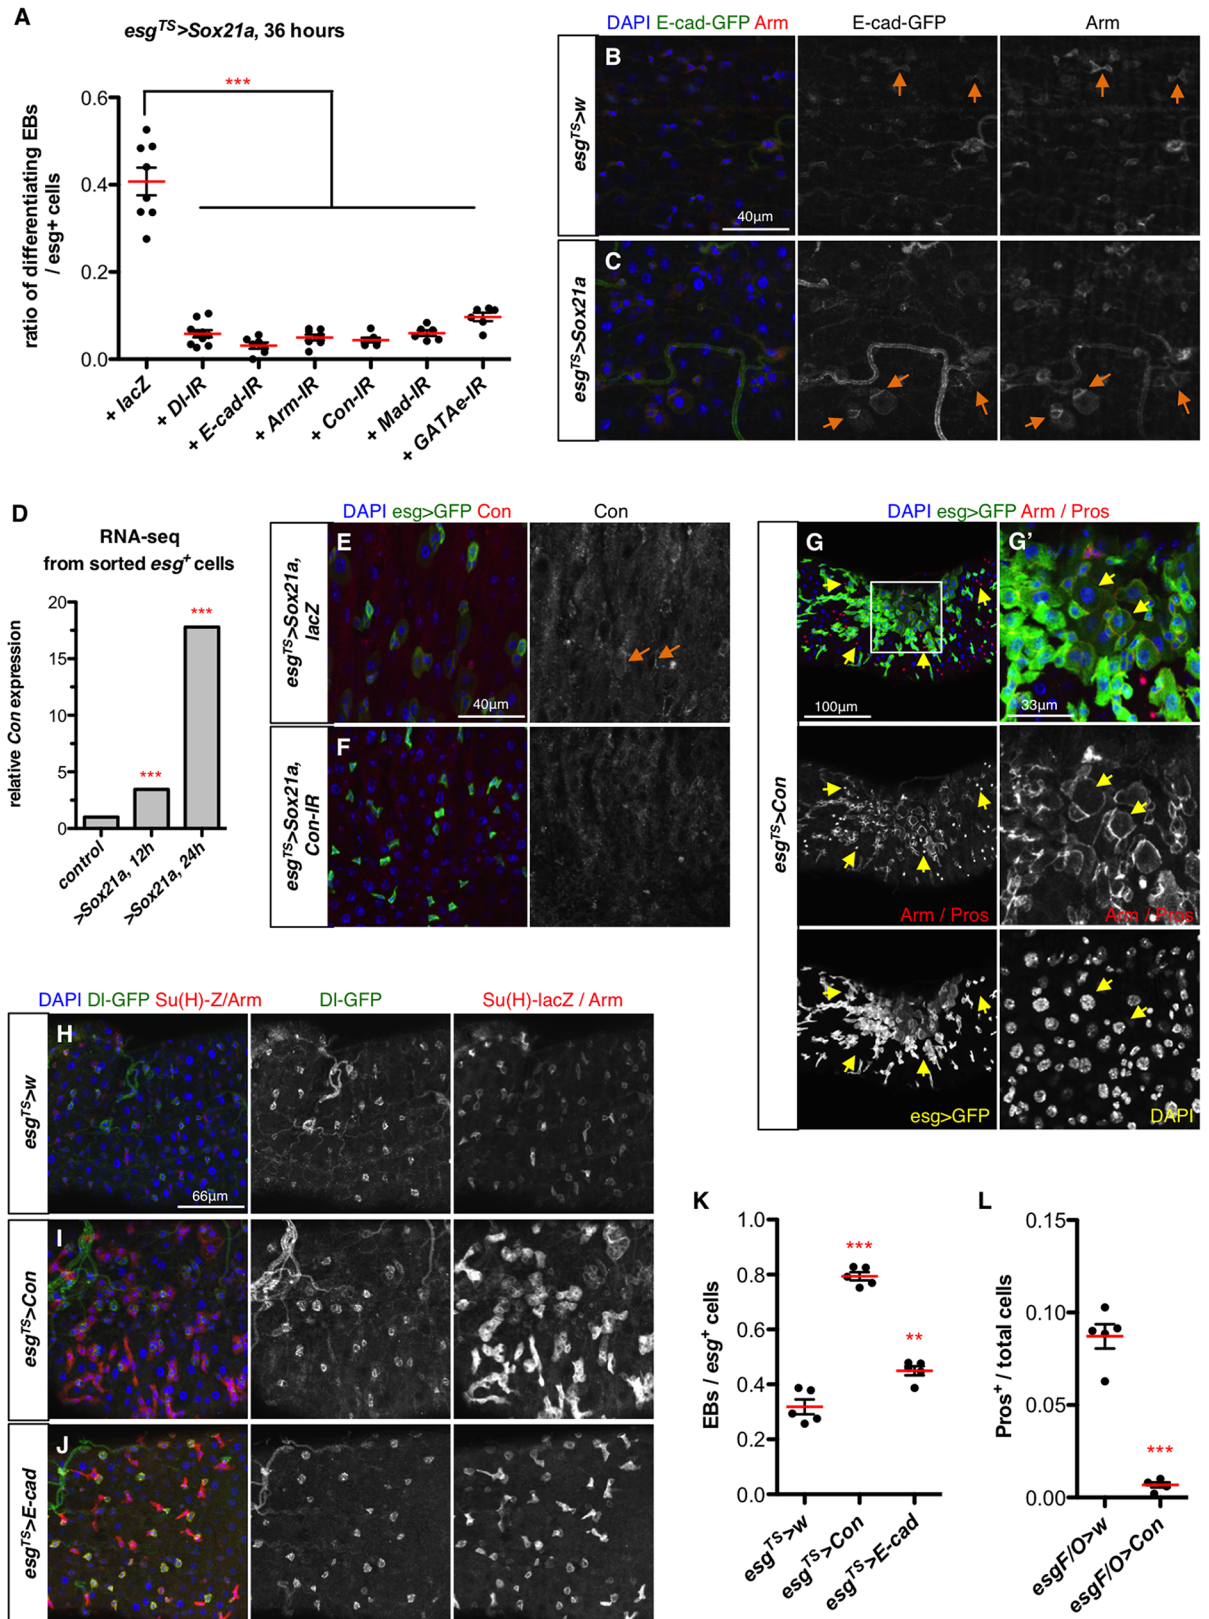 A
esgTS>Sox21a, 36 hours
***
ratio of differentiating EBs
/ esg+ cells
0.6
0.4
0.2
0.0
+ lacZ
+ Dl-IR
+ E-cad-IR
+ Arm-IR
+ Con-IR
+ Mad-IR
+ GATAe-IR
DAPI E-cad-GFP Arm
E-cad-GFP
Arm
esgTS>w
B
40µm
esgTS>Sox21a
C
D
RNA-seq
from sorted esg+ cells
relative Con expression
20
15
10
5
0
***
***
control
>Sox21a, 12h
>Sox21a, 24h
DAPI esg>GFP Con
Con
esgTS>Sox21a,
lacZ
E
40µm
esgTS>Sox21a,
Con-IR
F
DAPI esg>GFP Arm / Pros
esgTS>Con
G
G’
100µm
33µm
Arm / Pros
Arm / Pros
esg>GFP
DAPI
DAPI Dl-GFP Su(H)-Z/Arm
Dl-GFP
Su(H)-lacZ / Arm
esgTS>w
H
66µm
esgTS>Con
I
esgTS>E-cad
J
K
EBs / esg+ cells
1.0
0.8
0.6
0.4
0.2
0.0
***
**
esgTS>w
esgTS>Con
esgTS>E-cad
L
Pros+ / total cells
0.15
0.10
0.05
0.00
***
esgF/O>w
esgF/O>Con